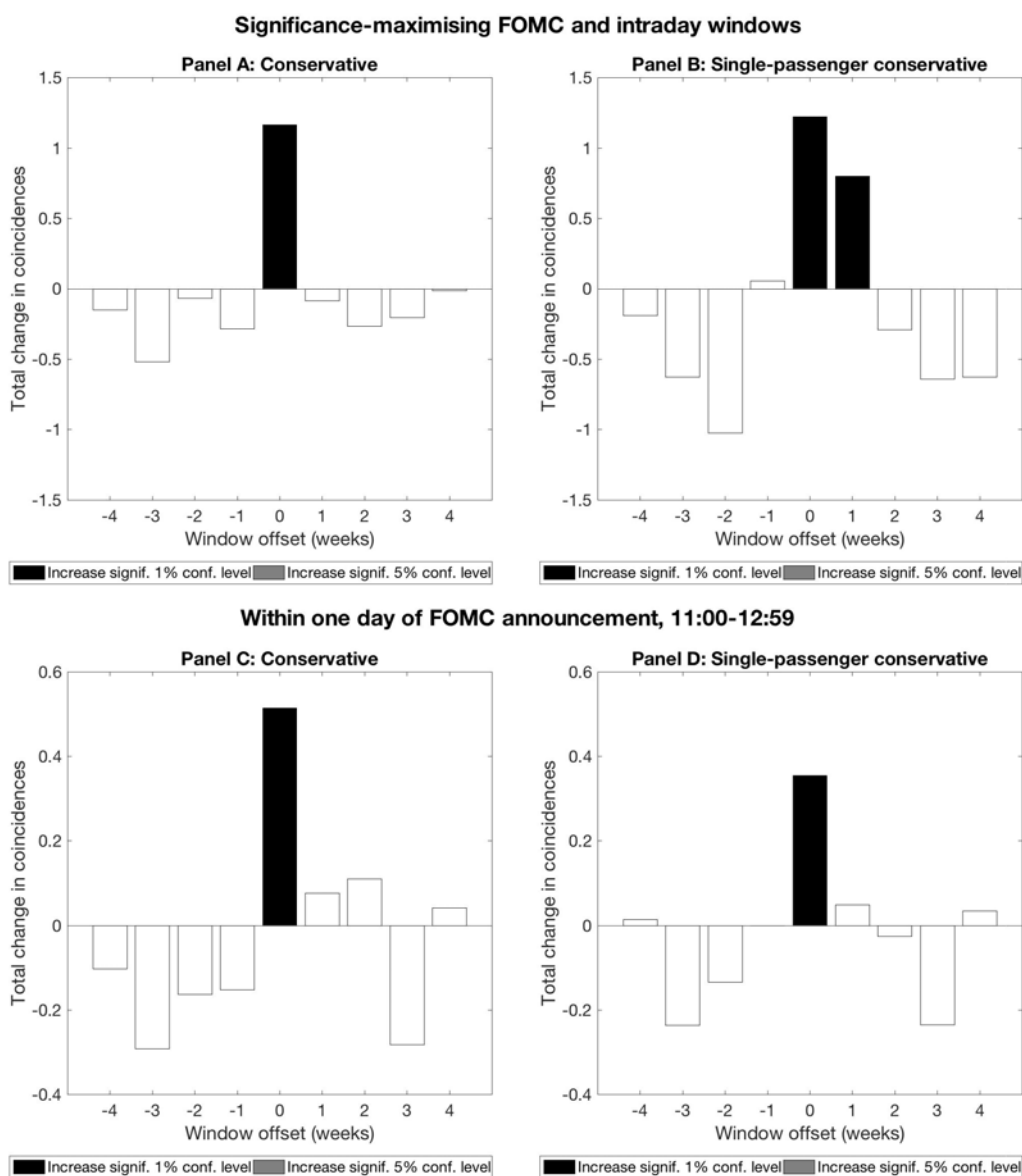 Significance-maximising FOMC and intraday windows
Panel A: Conservative
1.5
1
0.5
0
-0.5
-1
-1.5
Total change in coincidences
-4 -3 -2 -1 0 1 2 3 4
Window offset (weeks)
Increase signif. 1% conf. level Increase signif. 5% conf. level
Panel B: Single-passenger conservative
1.5
1
0.5
0
-0.5
-1
-1.5
Total change in coincidences
-4 -3 -2 -1 0 1 2 3 4
Window offset (weeks)
Increase signif. 1% conf. level Increase signif. 5% conf. level
Within one day of FOMC announcement, 11:00-12:59
Panel C: Conservative
0.6
0.4
0.2
0
-0.2
-0.4
Total change in coincidences
-4 -3 -2 -1 0 1 2 3 4
Window offset (weeks)
Increase signif. 1% conf. level Increase signif. 5% conf. level
Panel D: Single-passenger conservative
0.6
0.4
0.2
0
-0.2
-0.4
Total change in coincidences
-4 -3 -2 -1 0 1 2 3 4
Window offset (weeks)
Increase signif. 1% conf. level Increase signif. 5% conf. level